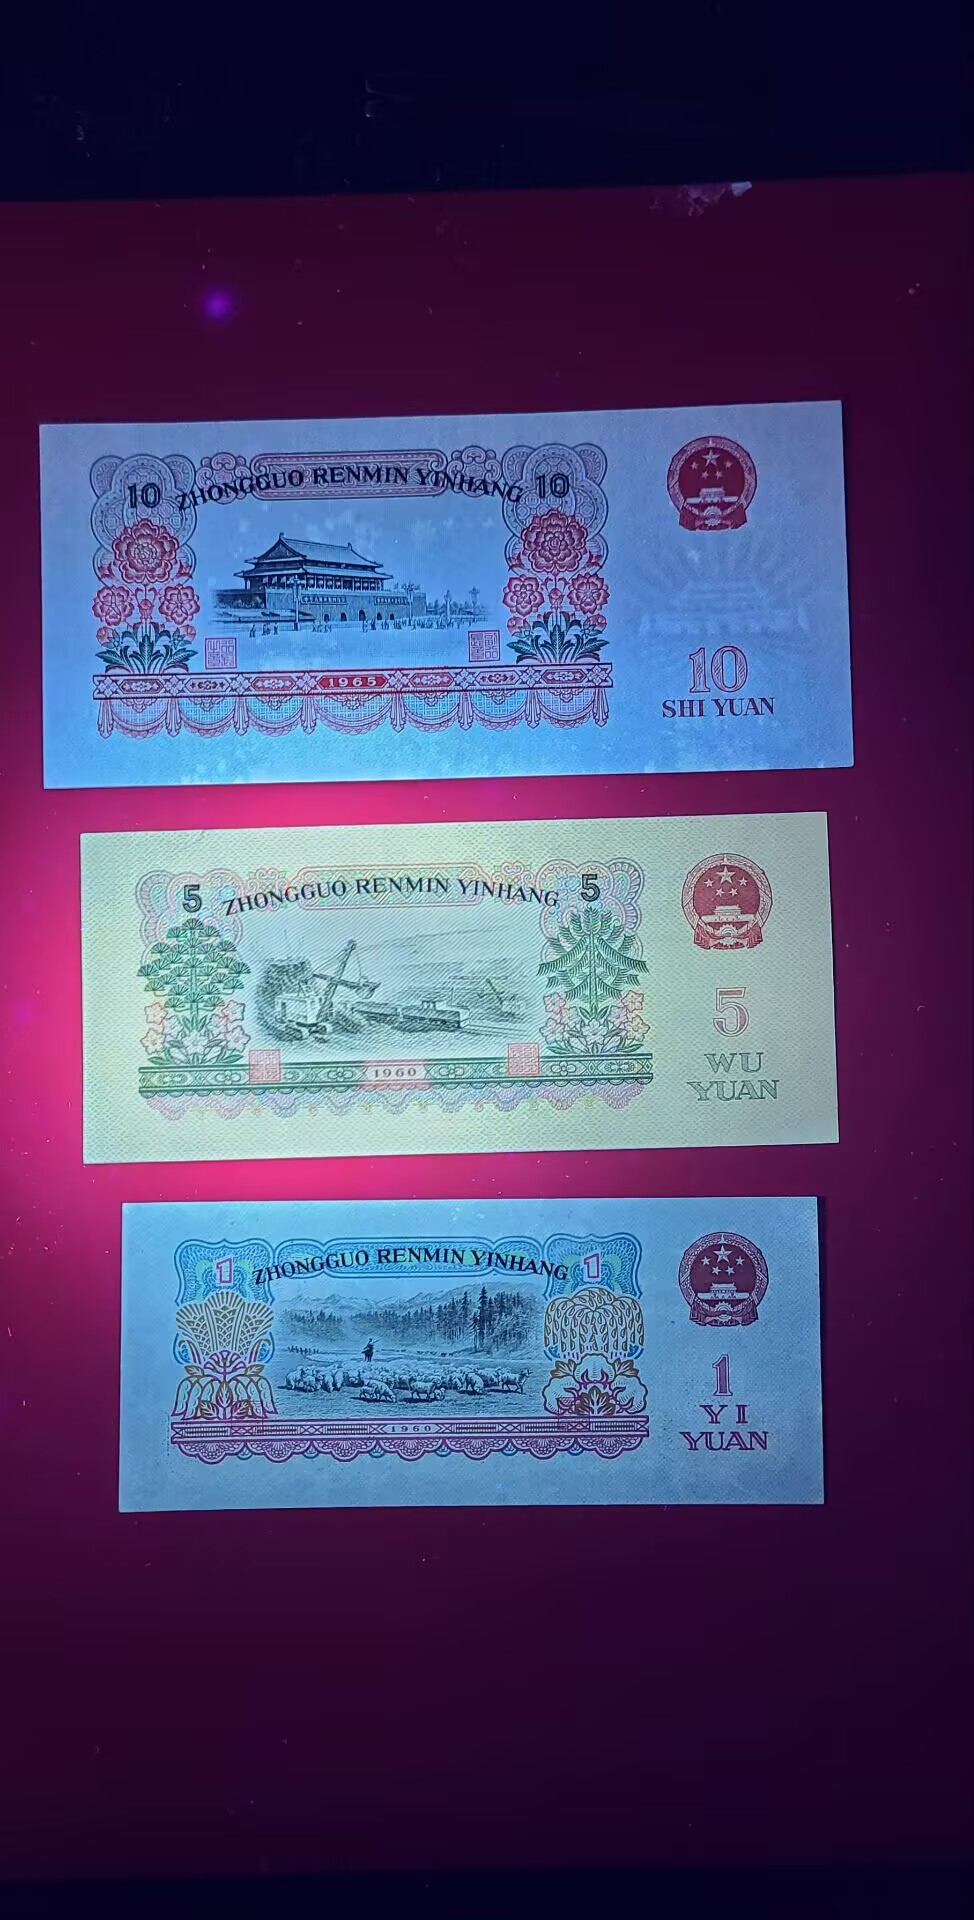 10 ZHONGGUO RENMIN YINHANG 10
1965
10
SHI YUAN
5 ZHONGGUO RENMIN YINHANG 5
1960
5
WU
YUAN
1 ZHONGGUO RENMIN YINHANG 1
1960
1
YI
YUAN